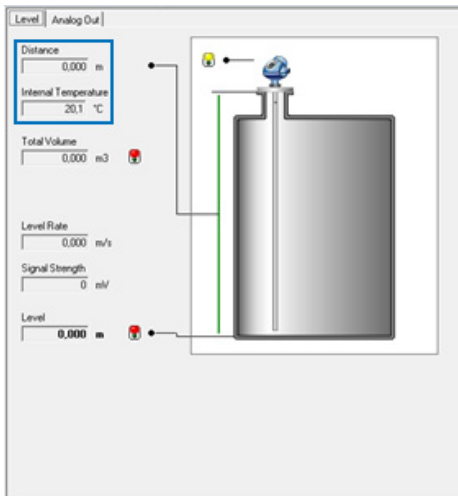 Level
Analog Out
Distance
0,000 m
Internal Temperature
20,1 °C
Total Volume
0,000 m3
Level Rate
0,000 m/s
Signal Strength
0 mV
Level
0,000 m